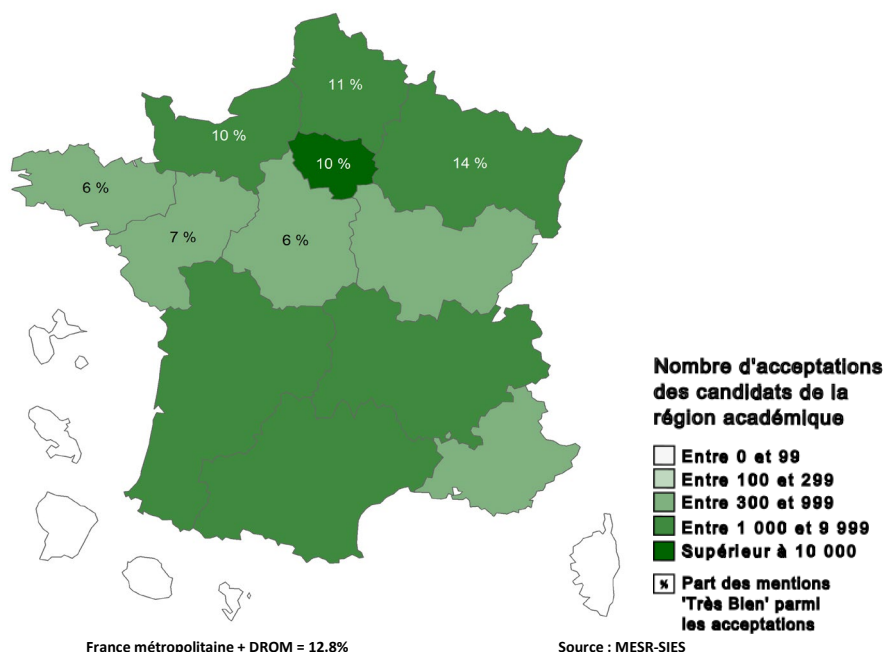 11 %
10 %
10 %
14 %
6 %
7 %
6 %
Nombre d'acceptations
des candidats de la
région académique
Entre 0 et 99
Entre 100 et 299
Entre 300 et 999
Entre 1 000 et 9 999
Supérieur à 10 000
% Part des mentions
'Très Bien' parmi
les acceptations
France métropolitaine + DROM = 12.8%
Source : MESR-SIES